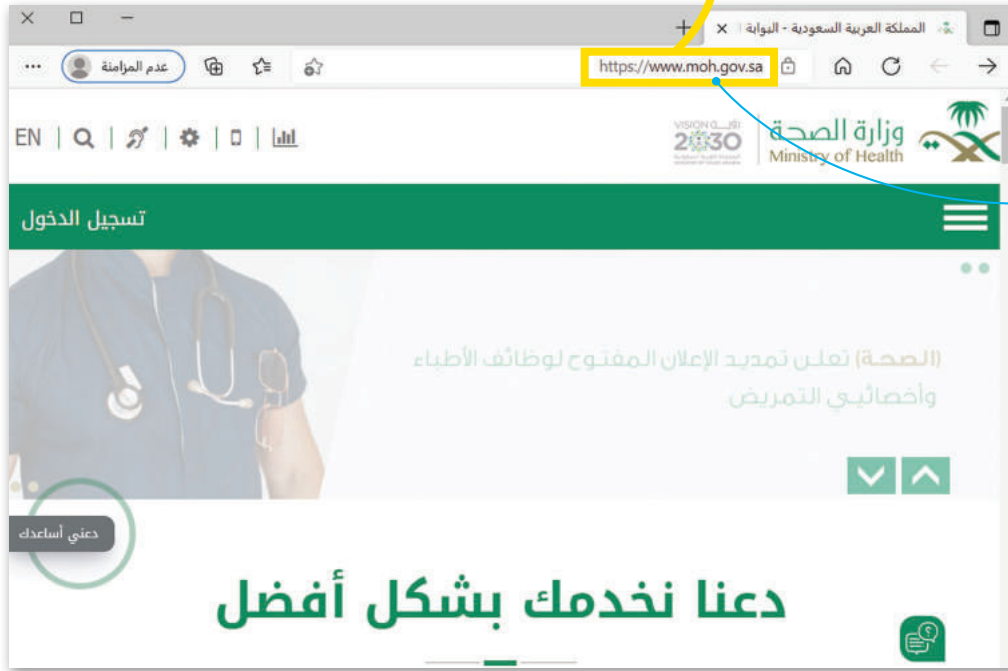 المملكة العربية السعودية - البوابة
https://www.moh.gov.sa
عدم المزامنة
وزارة الصحة
Ministry of Health
VISION رؤيــة
2030
EN
تسجيل الدخول
(الصحة) تعلن تمديد الإعلان المفتوح لوظائف الأطباء
وأخصائيي التمريض
دعني أساعدك
دعنا نخدمك بشكل أفضل